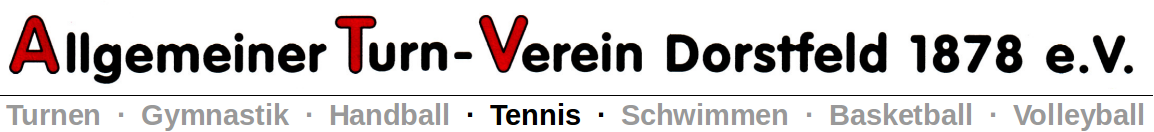 Allgemeiner Turn-Verein Dorstfeld 1878 e.V.
Turnen · Gymnastik · Handball · Tennis · Schwimmen · Basketball · Volleyball